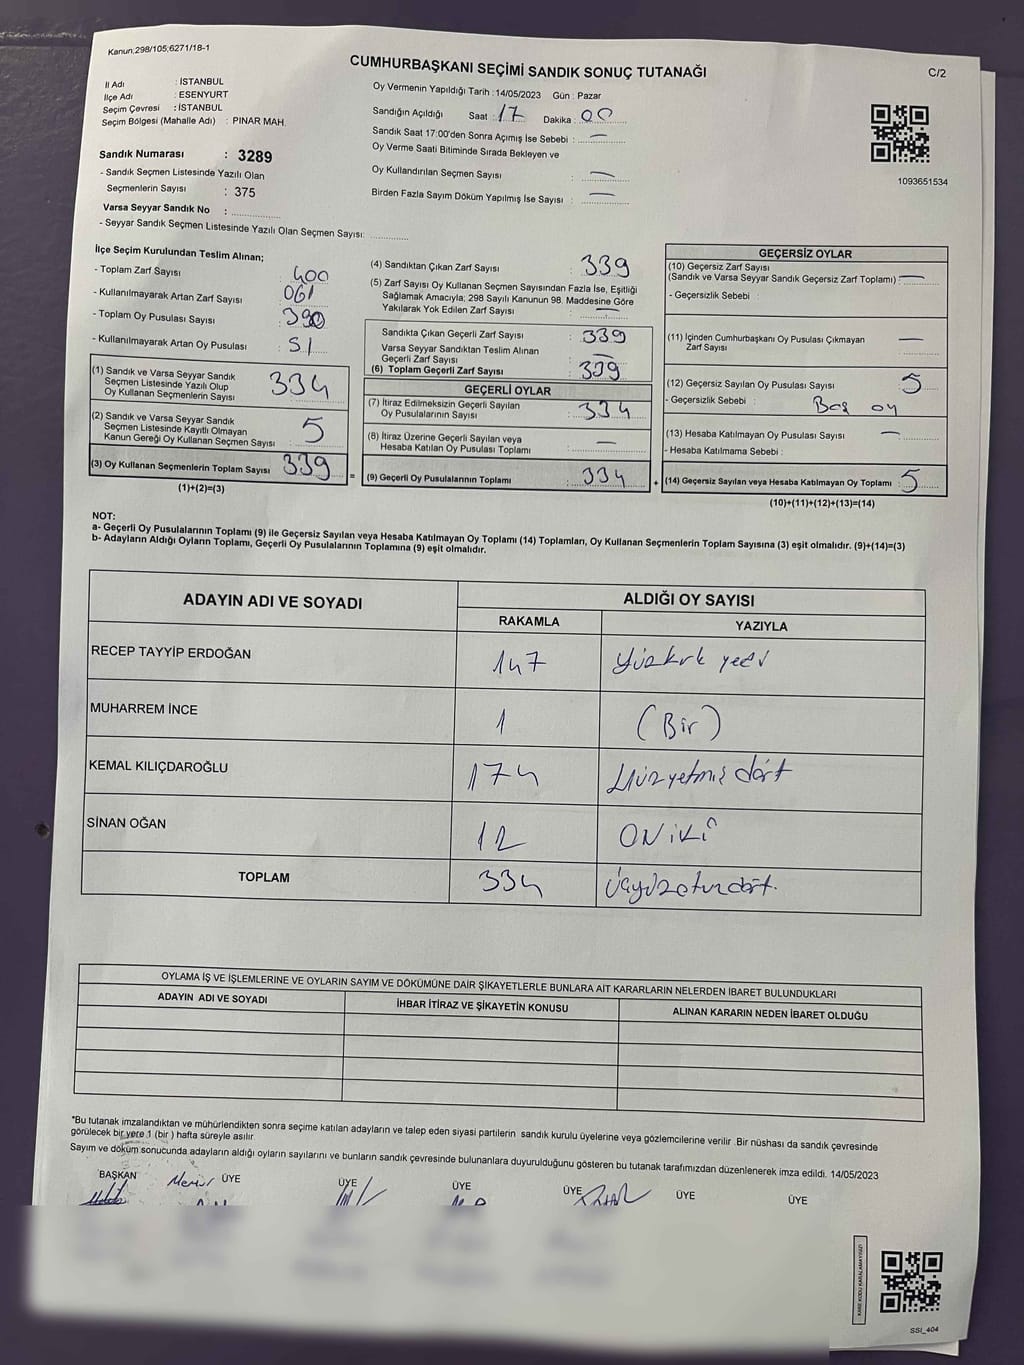 Kanun;298/105;6271/18-1
CUMHURBAŞKANI SEÇİMİ SANDIK SONUÇ TUTANAĞI
C/2
İl Adı : İSTANBUL
İlçe Adı : ESENYURT
Seçim Çevresi : İSTANBUL
Seçim Bölgesi (Mahalle Adı) : PINAR MAH.
Oy Vermenin Yapıldığı Tarih : 14/05/2023 Gün : Pazar
Sandığın Açıldığı Saat : 17 Dakika : 00
Sandık Saat 17:00'den Sonra Açımış İse Sebebi : —
Oy Verme Saati Bitiminde Sırada Bekleyen ve
Oy Kullandırılan Seçmen Sayısı : —
Birden Fazla Sayım Döküm Yapılmış İse Sayısı : —
1093651534
Sandık Numarası : 3289
- Sandık Seçmen Listesinde Yazılı Olan
Seçmenlerin Sayısı : 375
Varsa Seyyar Sandık No :
- Seyyar Sandık Seçmen Listesinde Yazılı Olan Seçmen Sayısı:
İlçe Seçim Kurulundan Teslim Alınan;
- Toplam Zarf Sayısı : 400
- Kullanılmayarak Artan Zarf Sayısı : 061
- Toplam Oy Pusulası Sayısı : 390
- Kullanılmayarak Artan Oy Pusulası : 51
(1) Sandık ve Varsa Seyyar Sandık
Seçmen Listesinde Yazılı Olup
Oy Kullanan Seçmenlerin Sayısı 334
(2) Sandık ve Varsa Seyyar Sandık
Seçmen Listesinde Kayıtlı Olmayan
Kanun Gereği Oy Kullanan Seçmen Sayısı 5
(3) Oy Kullanan Seçmenlerin Toplam Sayısı 339
(1)+(2)=(3)
(4) Sandıktan Çıkan Zarf Sayısı : 339
(5) Zarf Sayısı Oy Kullanan Seçmen Sayısından Fazla İse, Eşitliği
Sağlamak Amacıyla; 298 Sayılı Kanunun 98. Maddesine Göre
Yakılarak Yok Edilen Zarf Sayısı : —
Sandıkta Çıkan Geçerli Zarf Sayısı : 339
Varsa Seyyar Sandıktan Teslim Alınan
Geçerli Zarf Sayısı : —
(6) Toplam Geçerli Zarf Sayısı : 339
=
GEÇERLİ OYLAR
(7) İtiraz Edilmeksizin Geçerli Sayılan
Oy Pusulalarının Sayısı : 334
(8) İtiraz Üzerine Geçerli Sayılan veya
Hesaba Katılan Oy Pusulası Toplamı : —
(9) Geçerli Oy Pusulalarının Toplamı : 334
+
GEÇERSİZ OYLAR
(10) Geçersiz Zarf Sayısı
(Sandık ve Varsa Seyyar Sandık Geçersiz Zarf Toplamı) : —
- Geçersizlik Sebebi :
(11) İçinden Cumhurbaşkanı Oy Pusulası Çıkmayan
Zarf Sayısı : —
(12) Geçersiz Sayılan Oy Pusulası Sayısı : 5
- Geçersizlik Sebebi : Boş oy
(13) Hesaba Katılmayan Oy Pusulası Sayısı : —
- Hesaba Katılmama Sebebi :
(14) Geçersiz Sayılan veya Hesaba Katılmayan Oy Toplamı : 5
(10)+(11)+(12)+(13)=(14)
NOT:
a- Geçerli Oy Pusulalarının Toplamı (9) ile Geçersiz Sayılan veya Hesaba Katılmayan Oy Toplamı (14) Toplamları, Oy Kullanan Seçmenlerin Toplam Sayısına (3) eşit olmalıdır. (9)+(14)=(3)
b- Adayların Aldığı Oyların Toplamı, Geçerli Oy Pusulalarının Toplamına (9) eşit olmalıdır.
ADAYIN ADI VE SOYADI
ALDIĞI OY SAYISI
RAKAMLA YAZIYLA
RECEP TAYYİP ERDOĞAN 147 Yüzkırk yedi
MUHARREM İNCE 1 (Bir)
KEMAL KILIÇDAROĞLU 174 Yüzyetmiş dört
SİNAN OĞAN 12 ON iKi
TOPLAM 334 Üçyüzotuzdört.
OYLAMA İŞ VE İŞLEMLERINE VE OYLARIN SAYIM VE DÖKÜMÜNE DAİR ŞİKAYETLERLE BUNLARA AİT KARARLARIN NELERDEN İBARET BULUNDUKLARI
ADAYIN ADI VE SOYADI
İHBAR İTİRAZ VE ŞİKAYETİN KONUSU
ALINAN KARARIN NEDEN İBARET OLDUĞU
*Bu tutanak imzalandıktan ve mühürlendikten sonra seçime katılan adayların ve talep eden siyasi partilerin sandık kurulu üyelerine veya gözlemcilerine verilir .Bir nüshası da sandık çevresinde
görülecek bir yere 1 (bir ) hafta süreyle asılır
Sayım ve döküm sonucunda adayların aldığı oyların sayılarını ve bunların sandık çevresinde bulunanlara duyurulduğunu gösteren bu tutanak tarafımızdan düzenlenerek imza edildi. 14/05/2023
BAŞKAN Memur ÜYE ÜYE ÜYE ÜYE ÜYE ÜYE
KARE KODU KARALAMAYINIZ!
SSI_404